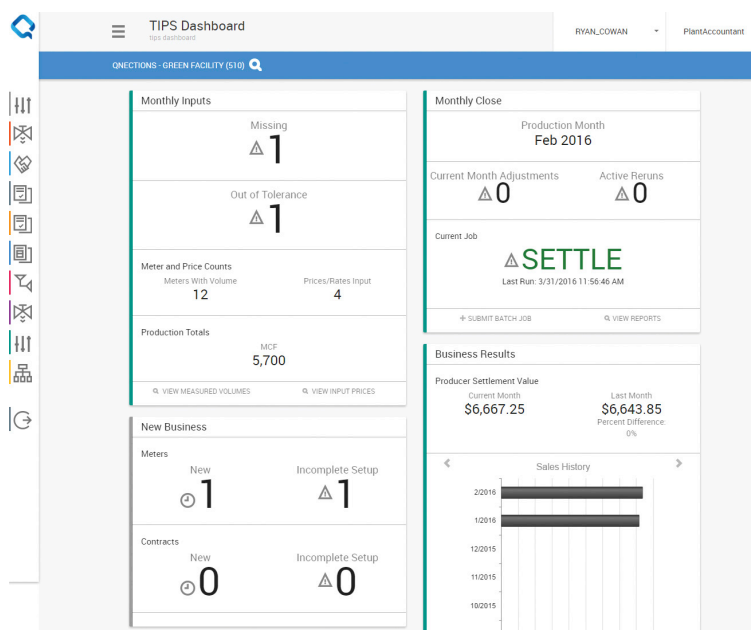 TIPS Dashboard
tips dashboard
RYAN_COWAN
PlantAccountant
QNECTIONS - GREEN FACILITY (510)
Monthly Inputs
Missing
1
Out of Tolerance
1
Meter and Price Counts
Meters With Volume
Prices/Rates Input
12
4
Production Totals
MCF
5,700
VIEW MEASURED VOLUMES
VIEW INPUT PRICES
New Business
Meters
New
Incomplete Setup
1
1
Contracts
New
Incomplete Setup
0
0
Monthly Close
Production Month
Feb 2016
Current Month Adjustments
Active Reruns
0
0
Current Job
SETTLE
Last Run: 3/31/2016 11:56:46 AM
+ SUBMIT BATCH JOB
VIEW REPORTS
Business Results
Producer Settlement Value
Current Month
Last Month
$6,667.25
$6,643.85
Percent Difference:
0%
Sales History
2/2016
1/2016
12/2015
11/2015
10/2015